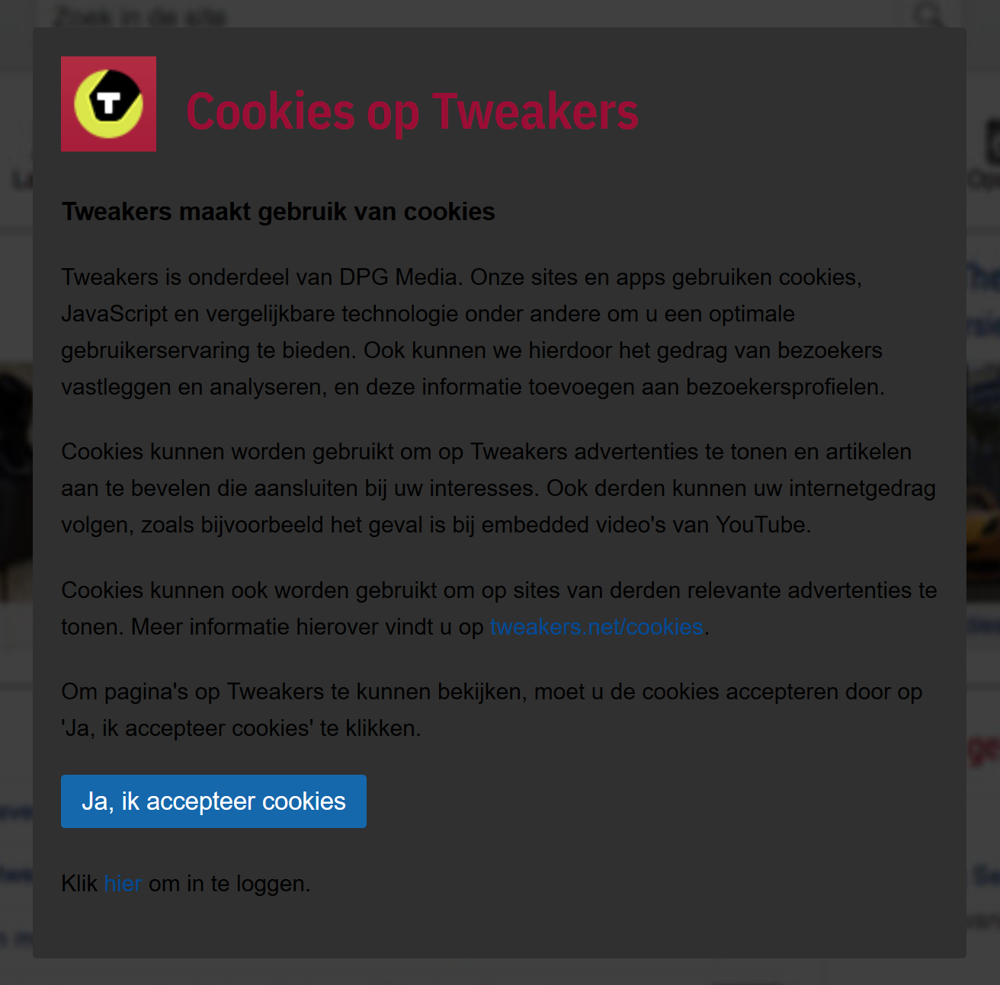 Zoek in de site
T
Cookies op Tweakers
Tweakers maakt gebruik van cookies
Tweakers is onderdeel van DPG Media. Onze sites en apps gebruiken cookies,
JavaScript en vergelijkbare technologie onder andere om u een optimale
gebruikerservaring te bieden. Ook kunnen we hierdoor het gedrag van bezoekers
vastleggen en analyseren, en deze informatie toevoegen aan bezoekersprofielen.
Cookies kunnen worden gebruikt om op Tweakers advertenties te tonen en artikelen
aan te bevelen die aansluiten bij uw interesses. Ook derden kunnen uw internetgedrag
volgen, zoals bijvoorbeeld het geval is bij embedded video's van YouTube.
Cookies kunnen ook worden gebruikt om op sites van derden relevante advertenties te
tonen. Meer informatie hierover vindt u op tweakers.net/cookies.
Om pagina's op Tweakers te kunnen bekijken, moet u de cookies accepteren door op
'Ja, ik accepteer cookies' te klikken.
Ja, ik accepteer cookies
Klik hier om in te loggen.